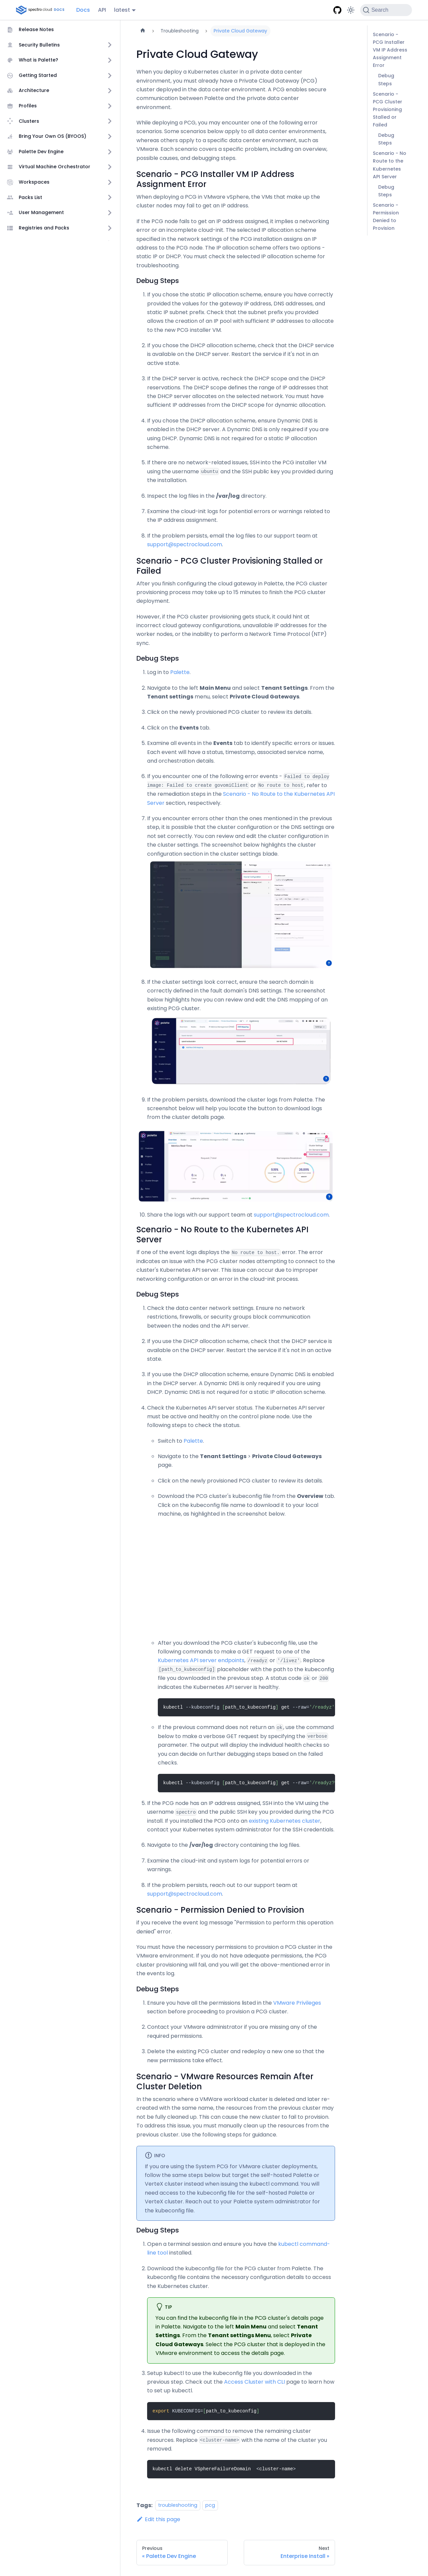 spectro cloud DOCS
Docs
API
latest
Search
Release Notes
Security Bulletins
What is Palette?
Getting Started
Architecture
Profiles
Clusters
Bring Your Own OS (BYOOS)
Palette Dev Engine
Virtual Machine Orchestrator
Workspaces
Packs List
User Management
Registries and Packs
Troubleshooting
Private Cloud Gateway
Private Cloud Gateway
When you deploy a Kubernetes cluster in a private data center
environment, you must already have a Private Cloud Gateway (PCG)
cluster deployed in the data center environment. A PCG enables
secure communication between Palette and the private data center
environment.
While deploying a PCG, you may encounter one of the following
scenarios. Some scenarios below apply to all data center
environments, whereas others apply to a specific data center
environment, such as VMware vSphere.
Each scenario covers a specific problem, including an overview,
possible causes, and debugging steps.
Scenario - PCG Installer VM IP Address
Assignment Error
When deploying a PCG in VMware vSphere, the VMs that make up
worker nodes may fail to get an IP address.
If the PCG node fails to get an IP address assigned, it implies a networking
error or an incomplete cloud-init. The cloud-init component of the node
specified in the network settings of the PCG installation assigns an IP
address to the PCG node. The IP allocation scheme offers two options -
static IP or DHCP.
Check the selected IP allocation scheme for
troubleshooting.
Debug Steps
1. If you chose the static IP allocation scheme, ensure you have correctly
provided the values for the gateway IP address, DNS addresses, and
static IP subnet. Check that the subnet prefix you provided
allows the creation of an IP pool with sufficient IP addresses to allocate
to the new PCG installer VM.
2. If you chose the DHCP allocation scheme, check that the DHCP service
is available on the DHCP server. Restart the service if it's not in an
active state.
3. If the DHCP server is active, recheck the DHCP scope and the DHCP
reservations. The DHCP scope defines the range of IP addresses that
the DHCP server allocates on the selected network. You must have
sufficient IP addresses from the DHCP scope for dynamic allocation.
4. If you chose the DHCP allocation scheme, ensure Dynamic DNS is
enabled in the DHCP server. A Dynamic DNS is only required if you are
using DHCP. Dynamic DNS is not required for a static IP allocation
scheme.
5. If there are no network-related issues, SSH into the PCG installer VM
using the username ubuntu and the SSH public key you provided during
the installation.
6. Inspect the log files in the /var/log directory.
7. Examine the cloud-init logs for potential errors or warnings related to
the IP address assignment.
8. If the problem persists, email the log files to our support team at
support@spectrocloud.com.
Scenario - PCG Cluster Provisioning Stalled or
Failed
After you finish configuring the cloud gateway in Palette, the PCG cluster
provisioning process may take up to 15 minutes to finish the PCG cluster
deployment.
However, if the PCG cluster provisioning gets stuck, it could hint at
incorrect cloud gateway configurations, unavailable IP addresses for the
worker nodes, or the inability to perform a Network Time Protocol (NTP)
sync.
Debug Steps
1. Log in to Palette.
2. Navigate to the left Main Menu and select Tenant Settings. From the
Tenant settings menu, select Private Cloud Gateways.
3. Click on the newly provisioned PCG cluster to review its details.
4. Click on the Events tab.
5. Examine all events in the Events tab to identify specific errors or issues.
Each event will have a status, timestamp, associated service name,
and orchestration details.
6. If you encounter one of the following error events - Failed to deploy
image: Failed to create govomiClient or No route to host, refer to
the remediation steps in the Scenario - No Route to the Kubernetes API
Server section, respectively.
7. If you encounter errors other than the ones mentioned in the previous
step, it is possible that the cluster configuration or the DNS settings are
not set correctly. You can review and edit the cluster configuration in
the cluster settings. The screenshot below highlights the cluster
configuration section in the cluster settings blade.
8. If the cluster settings look correct, ensure the search domain is
correctly defined in the fault domain's DNS settings. The screenshot
below highlights how you can review and edit the DNS mapping of an
existing PCG cluster.
9. If the problem persists, download the cluster logs from Palette. The
screenshot below will help you locate the button to download logs
from the cluster details page.
10. Share the logs with our support team at support@spectrocloud.com.
Scenario - No Route to the Kubernetes API
Server
If one of the event logs displays the No route to host. error. The error
indicates an issue with the PCG cluster nodes attempting to connect to the
cluster's Kubernetes API server. This issue can occur due to improper
networking configuration or an error in the cloud-init process.
Debug Steps
1. Check the data center network settings. Ensure no network
restrictions, firewalls, or security groups block communication
between the nodes and the API server.
2. If you use the DHCP allocation scheme, check that the DHCP service is
available on the DHCP server. Restart the service if it's not in an active
state.
3. If you use the DHCP allocation scheme, ensure Dynamic DNS is enabled
in the DHCP server. A Dynamic DNS is only required if you are using
DHCP. Dynamic DNS is not required for a static IP allocation scheme.
4. Check the Kubernetes API server status. The Kubernetes API server
must be active and healthy on the control plane node. Use the
following steps to check the status.
Switch to Palette.
Navigate to the Tenant Settings > Private Cloud Gateways
page.
Click on the newly provisioned PCG cluster to review its details.
Download the PCG cluster's kubeconfig file from the Overview tab.
Click on the kubeconfig file name to download it to your local
machine, as highlighted in the screenshot below
After you download the PCG cluster's kubeconfig file, use the
following commands to make a GET request to one of the
Kubernetes API server endpoints, /readyz or '/livez'. Replace
[path_to_kubeconfig] placeholder with the path to the kubeconfig
file you downloaded in the previous step. A status code ok or 200
indicates the Kubernetes API server is healthy.
kubectl --kubeconfig [path_to_kubeconfig] get --raw='/readyz'
If the previous command does not return an ok, use the command
below to make a verbose GET request by specifying the verbose
parameter. The output will display the individual health checks so
you can decide on further debugging steps based on the failed
checks.
kubectl --kubeconfig [path_to_kubeconfig] get --raw='/readyz?
5. If the PCG node has an IP address assigned, SSH into the VM using the
username spectro and the public SSH key you provided during the PCG
install. If you installed the PCG onto an existing Kubernetes cluster,
contact your Kubernetes system administrator for the SSH credentials.
6. Navigate to the /var/log directory containing the log files.
7. Examine the cloud-init and system logs for potential errors or
warnings.
8. If the problem persists, reach out to our support team at
support@spectrocloud.com.
Scenario - Permission Denied to Provision
If you receive the event log message "Permission to perform this operation
denied" error.
You must have the necessary permissions to provision a PCG cluster in the
VMware environment. If you do not have adequate permissions, the PCG
cluster provisioning will fail, and you will get the above-mentioned error in
the events log.
Debug Steps
1. Ensure you have all the permissions listed in the VMware Privileges
section before proceeding to provision a PCG cluster.
2. Contact your VMware administrator if you are missing any of the
required permissions.
3. Delete the existing PCG cluster and redeploy a new one so that the
new permissions take effect.
Scenario - VMware Resources Remain After
Cluster Deletion
In the scenario where a VMWare workload cluster is deleted and later re-
created with the same name, the resources from the previous cluster may
not be fully cleaned up. This can cause the new cluster to fail to provision.
To address this issue, you must manually clean up the resources from the
previous cluster. Use the following steps for guidance.
INFO
If you are using the System PCG for VMware cluster deployments,
follow the same steps below but target the self-hosted Palette or
VerteX cluster instead when issuing the kubectl command. You will
need access to the kubeconfig file for the self-hosted Palette or
VerteX cluster. Reach out to your Palette system administrator for
the kubeconfig file.
Debug Steps
1. Open a terminal session and ensure you have the kubectl command-
line tool installed.
2. Download the kubeconfig file for the PCG cluster from Palette. The
kubeconfig file contains the necessary configuration details to access
the Kubernetes cluster.
TIP
You can find the kubeconfig file in the PCG cluster's details page
in Palette. Navigate to the left Main Menu and select Tenant
Settings. From the Tenant settings Menu, select Private
Cloud Gateways. Select the PCG cluster that is deployed in the
VMware environment to access the details page.
3. Setup kubectl to use the kubeconfig file you downloaded in the
previous step. Check out the Access Cluster with CLI page to learn how
to set up kubectl.
export KUBECONFIG=[path_to_kubeconfig]
4. Issue the following command to remove the remaining cluster
resources. Replace <cluster-name> with the name of the cluster you
removed.
kubectl delete VSphereFailureDomain <cluster-name>
Tags: troubleshooting pcg
Edit this page
Previous
« Palette Dev Engine
Next
Enterprise Install »
Scenario -
PCG Installer
VM IP Address
Assignment
Error
Debug
Steps
Scenario -
PCG Cluster
Provisioning
Stalled or
Failed
Debug
Steps
Scenario - No
Route to the
Kubernetes
API Server
Debug
Steps
Scenario -
Permission
Denied to
Provision